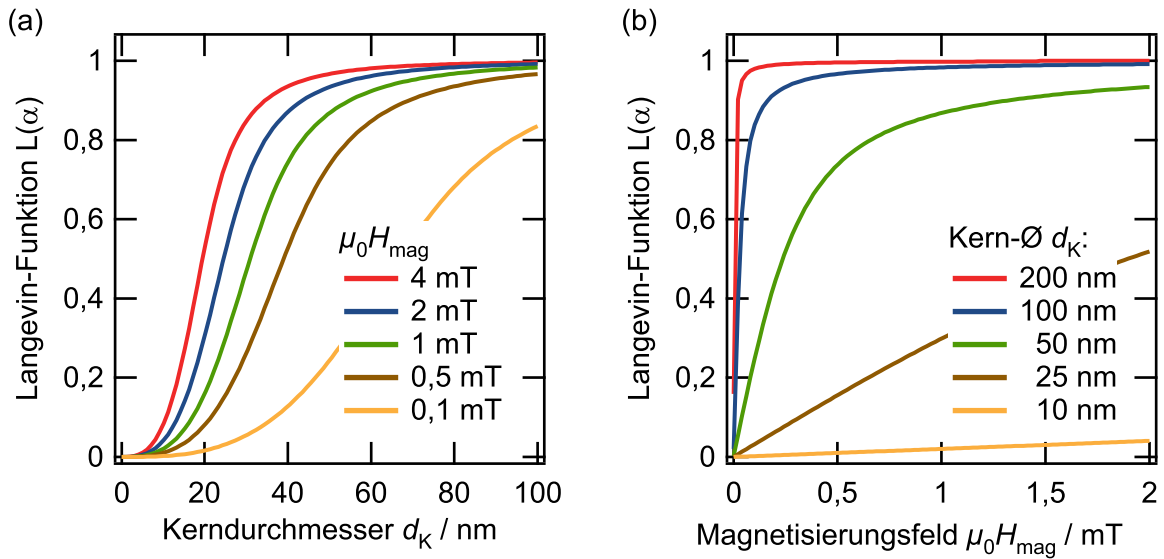 (a)
Langevin-Funktion L(α)
1
0,8
0,6
0,4
0,2
0
0 20 40 60 80 100
Kerndurchmesser dK / nm
μ0Hmag
4 mT
2 mT
1 mT
0,5 mT
0,1 mT
(b)
Langevin-Funktion L(α)
1
0,8
0,6
0,4
0,2
0
0 0,5 1 1,5 2
Magnetisierungsfeld μ0Hmag / mT
Kern-Ø dK:
200 nm
100 nm
50 nm
25 nm
10 nm